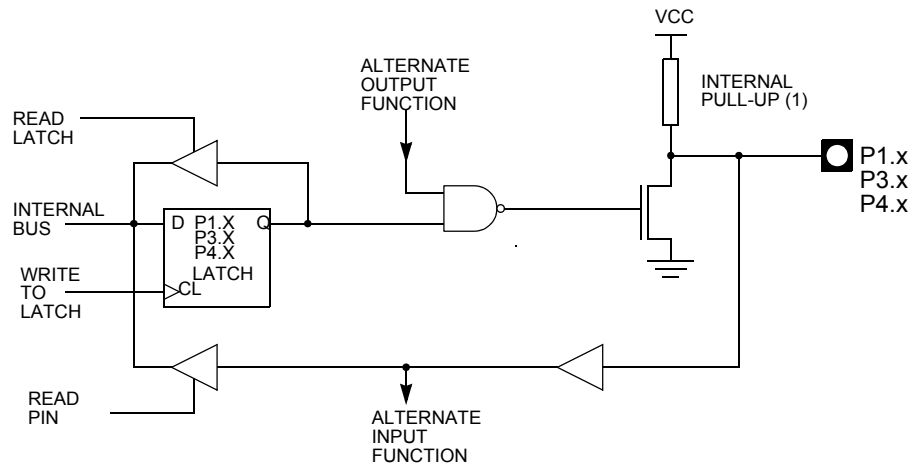 VCC
ALTERNATE
OUTPUT
FUNCTION
INTERNAL
PULL-UP (1)
READ
LATCH
P1.x
P3.x
P4.x
INTERNAL
BUS
D P1.X Q
P3.X
P4.X
LATCH
CL
WRITE
TO
LATCH
READ
PIN
ALTERNATE
INPUT
FUNCTION